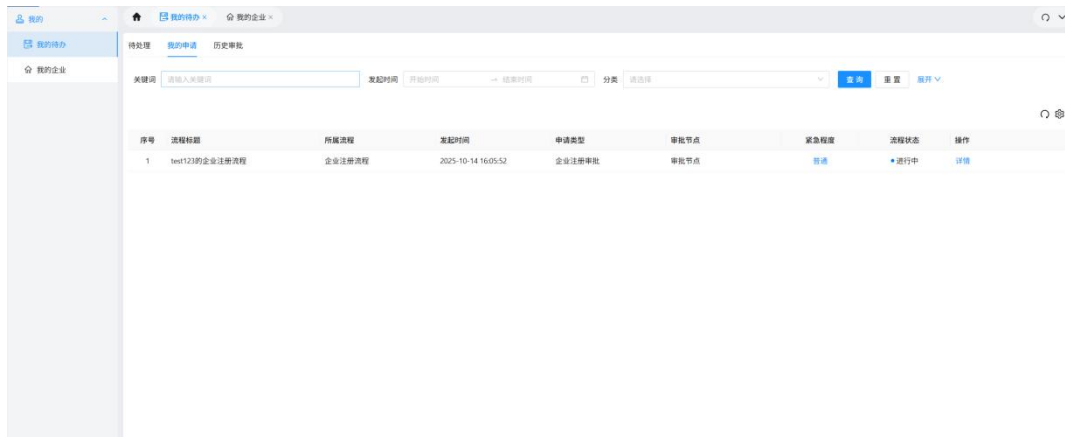 我的
我的待办
我的企业
我的待办 × 我的企业 ×
待处理 我的申请 历史审批
关键词 请输入关键词 发起时间 开始时间 → 结束时间 分类 请选择 查 询 重 置 展开
序号 流程标题 所属流程 发起时间 申请类型 审批节点 紧急程度 流程状态 操作
1 test123的企业注册流程 企业注册流程 2025-10-14 16:05:52 企业注册审批 审批节点 普通 进行中 详情